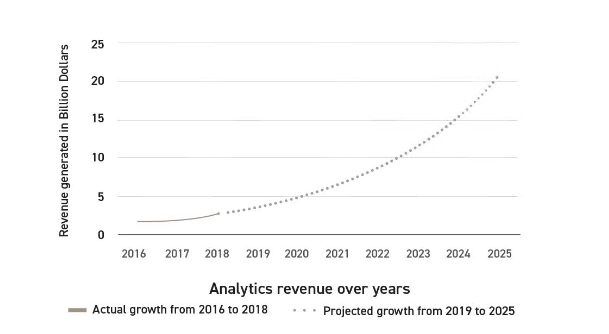 Revenue generated in Billion Dollars
25
20
15
10
5
0
2016 2017 2018 2019 2020 2021 2022 2023 2024 2025
Analytics revenue over years
Actual growth from 2016 to 2018 Projected growth from 2019 to 2025